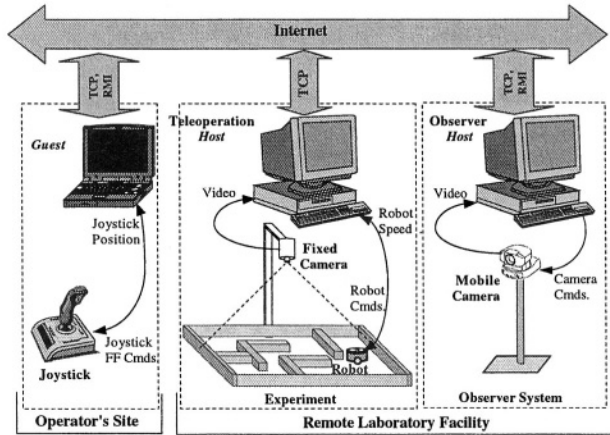 Internet
TCP,
RMI
TCP
TCP,
RMI
Guest
Joystick
Position
Joystick
FF Cmds.
Joystick
Operator's Site
Teleoperation
Host
Video
Robot
Speed
Fixed
Camera
Robot
Cmds.
Robot
Experiment
Observer
Host
Video
Mobile
Camera
Camera
Cmds.
Observer System
Remote Laboratory Facility